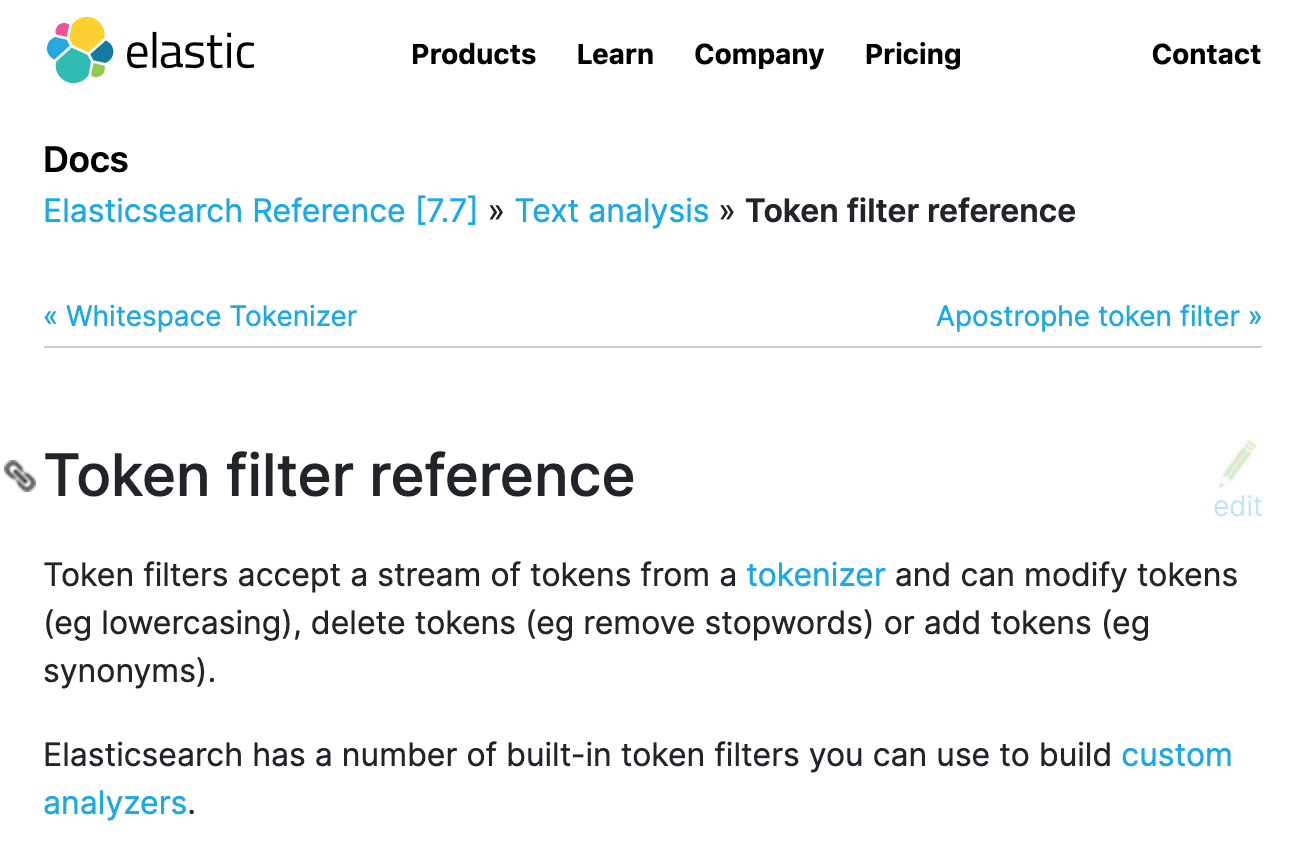 elastic Products Learn Company Pricing Contact
Docs
Elasticsearch Reference [7.7] » Text analysis » Token filter reference
« Whitespace Tokenizer Apostrophe token filter »
Token filter reference
edit
Token filters accept a stream of tokens from a tokenizer and can modify tokens
(eg lowercasing), delete tokens (eg remove stopwords) or add tokens (eg
synonyms).
Elasticsearch has a number of built-in token filters you can use to build custom
analyzers.